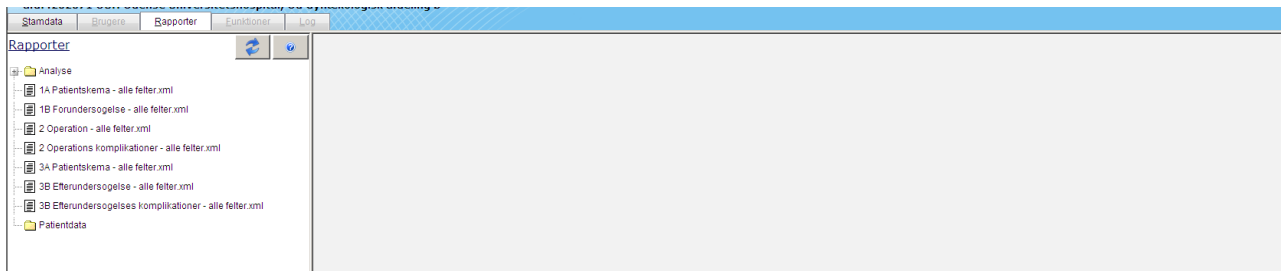 Stamdata Brugere Rapporter Funktioner Log
Rapporter
Analyse
1A Patientskema - alle felter.xml
1B Forundersogelse - alle felter.xml
2 Operation - alle felter.xml
2 Operations komplikationer - alle felter.xml
3A Patientskema - alle felter.xml
3B Efterundersogelse - alle felter.xml
3B Efterundersogelses komplikationer - alle felter.xml
Patientdata